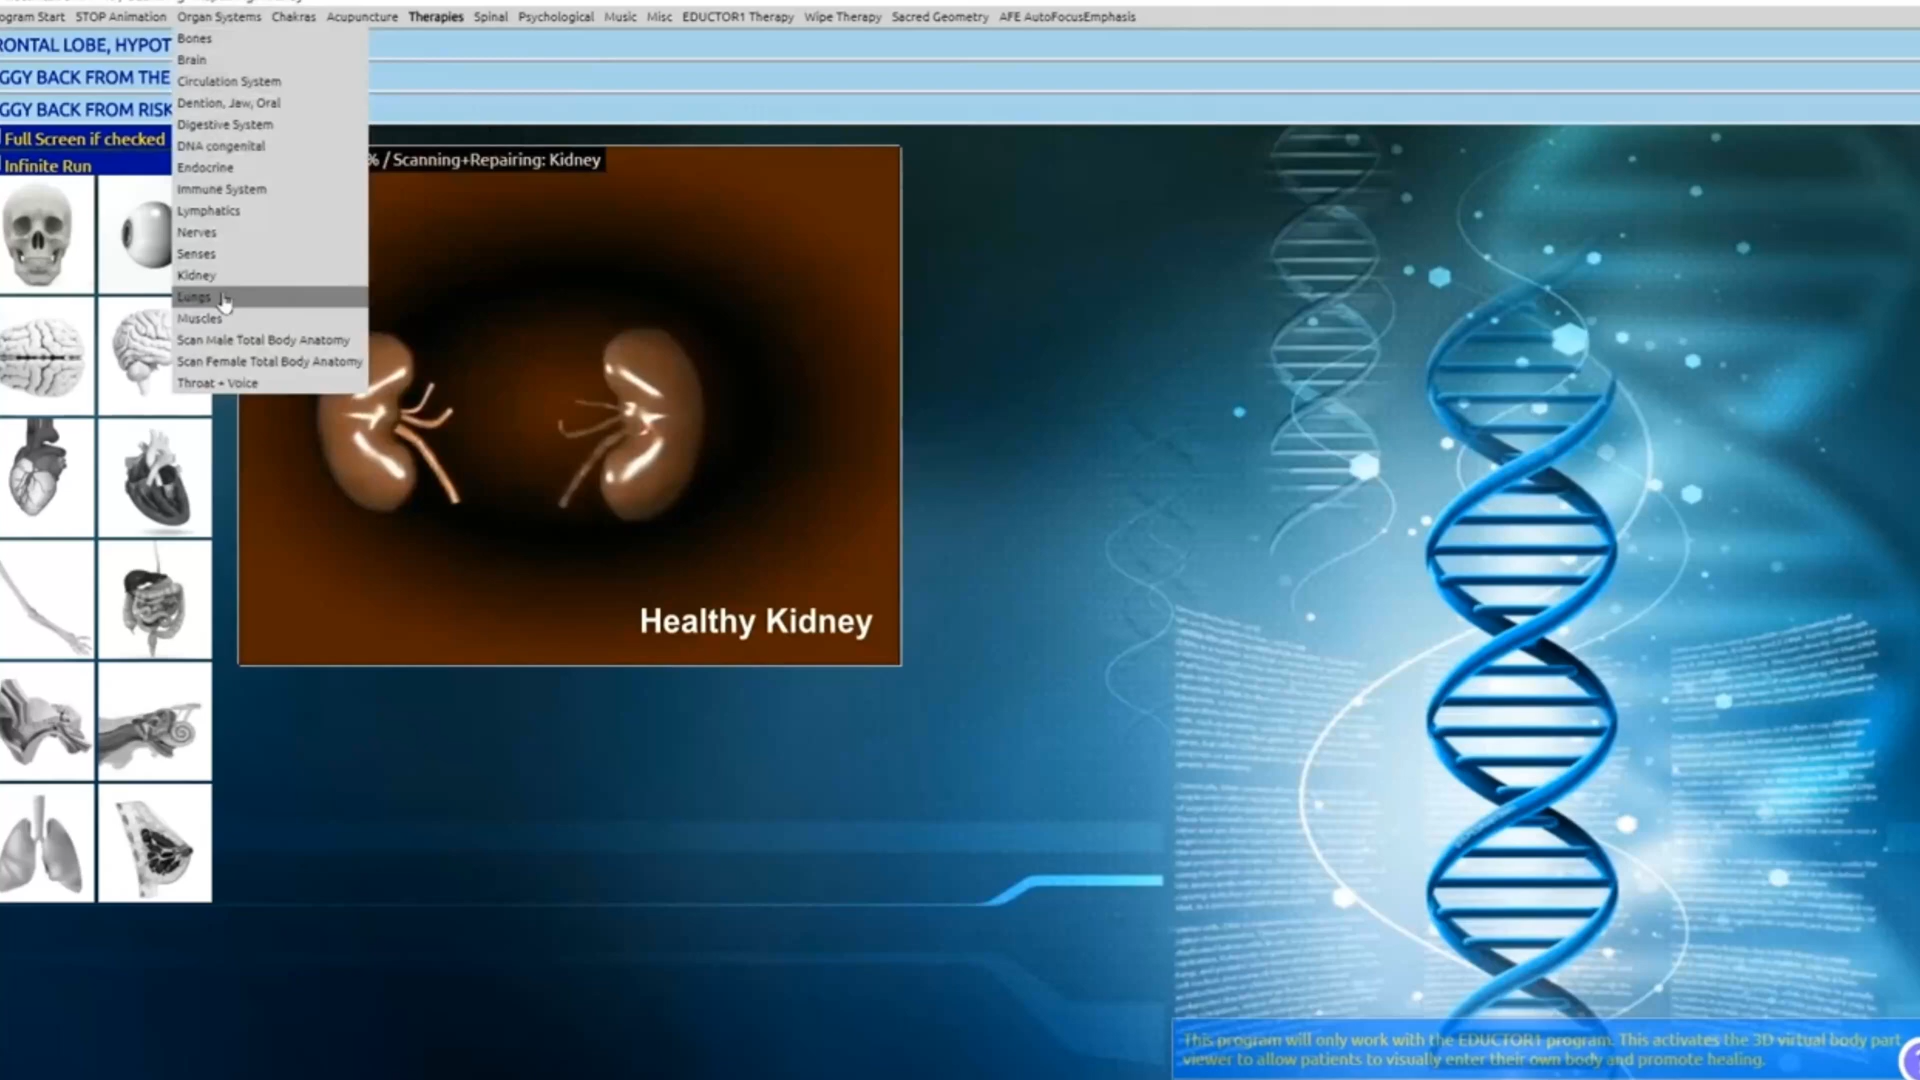 ogram Start STOP Animation Organ Systems Chakras Acupuncture Therapies Spinal Psychological Music Misc EDUCTOR1 Therapy Wipe Therapy Sacred Geometry AFE AutoFocusEmphasis
RONTAL LOBE, HYPOT
GGY BACK FROM THE
GGY BACK FROM RISK
Full Screen if checked
Infinite Run
Bones
Brain
Circulation System
Dention, Jaw, Oral
Digestive System
DNA congenital
Endocrine
Immune System
Lymphatics
Nerves
Senses
Kidney
Lungs
Muscles
Scan Male Total Body Anatomy
Scan Female Total Body Anatomy
Throat + Voice
% / Scanning+Repairing: Kidney
Healthy Kidney
This program will only work with the EDUCTOR1 program. This activates the 3D virtual body part
viewer to allow patients to visually enter their own body and promote healing.